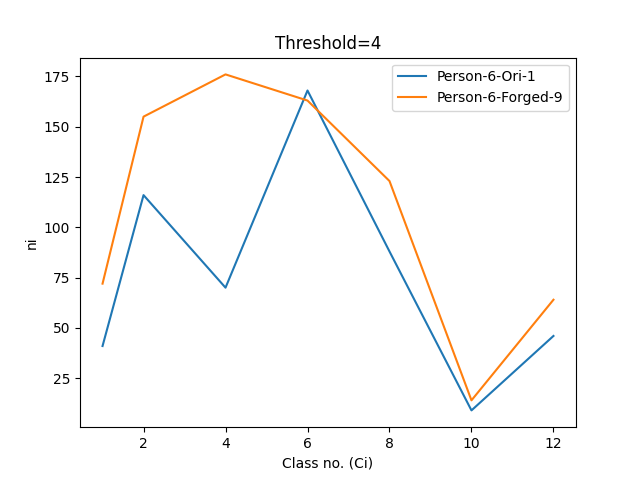 Threshold=4
Person-6-Ori-1
Person-6-Forged-9
ni
175
150
125
100
75
50
25
2 4 6 8 10 12
Class no. (Ci)